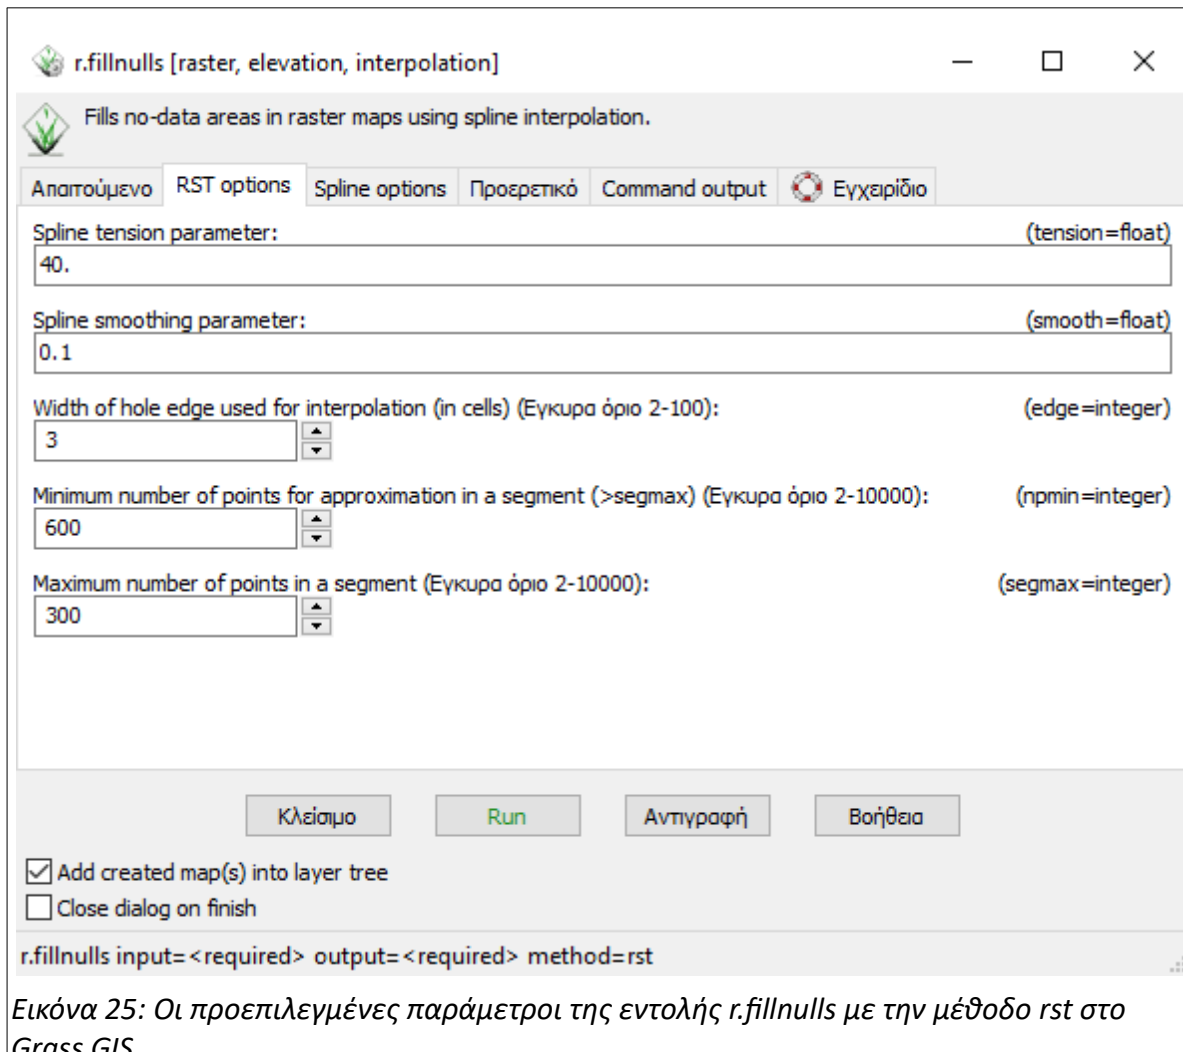 r.fillnulls [raster, elevation, interpolation]
Fills no-data areas in raster maps using spline interpolation.
Απαιτούμενο RST options Spline options Προερετικό Command output Εγχειρίδιο
Spline tension parameter: (tension=float)
40.
Spline smoothing parameter: (smooth=float)
0.1
Width of hole edge used for interpolation (in cells) (Εγκυρα όριο 2-100): (edge=integer)
3
Minimum number of points for approximation in a segment (>segmax) (Εγκυρα όριο 2-10000): (npmin=integer)
600
Maximum number of points in a segment (Εγκυρα όριο 2-10000): (segmax=integer)
300
Κλείσιμο Run Αντιγραφή Βοήθεια
Add created map(s) into layer tree
Close dialog on finish
r.fillnulls input=<required> output=<required> method=rst
Εικόνα 25: Οι προεπιλεγμένες παράμετροι της εντολής r.fillnulls με την μέθοδο rst στο
Grass GIS